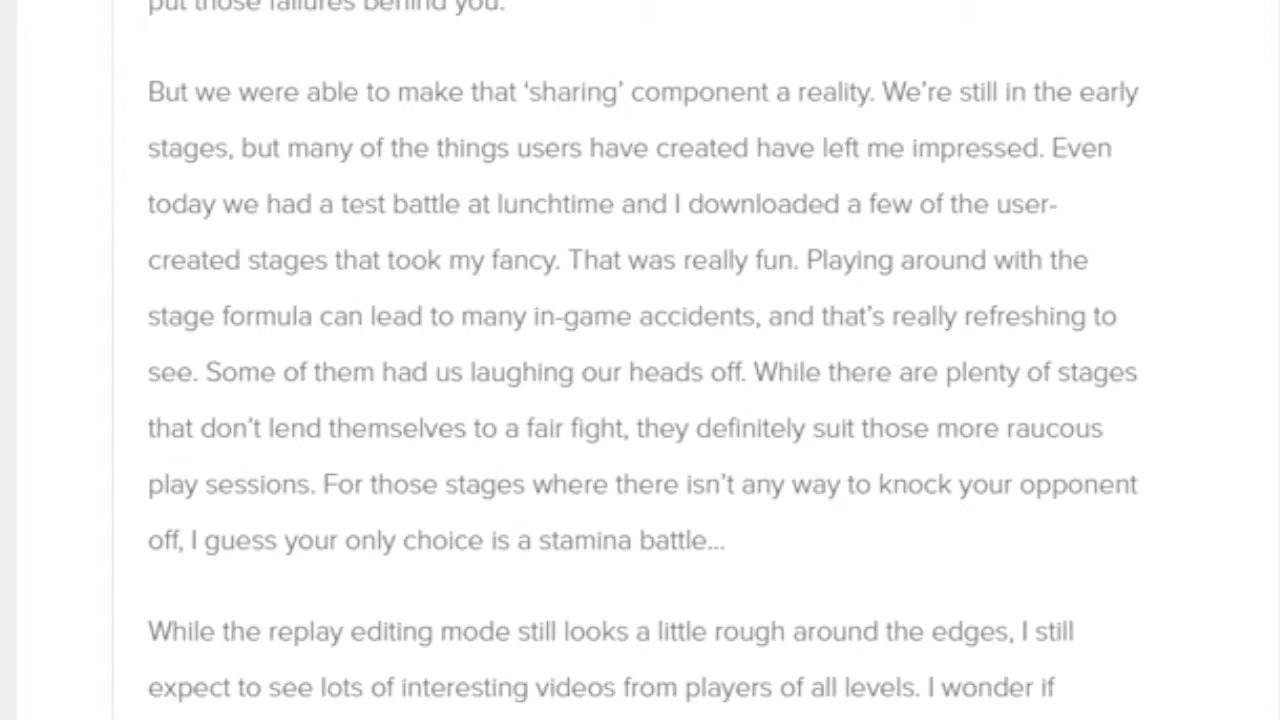 put those failures behind you.
But we were able to make that ‘sharing’ component a reality. We’re still in the early
stages, but many of the things users have created have left me impressed. Even
today we had a test battle at lunchtime and I downloaded a few of the user-
created stages that took my fancy. That was really fun. Playing around with the
stage formula can lead to many in-game accidents, and that’s really refreshing to
see. Some of them had us laughing our heads off. While there are plenty of stages
that don’t lend themselves to a fair fight, they definitely suit those more raucous
play sessions. For those stages where there isn’t any way to knock your opponent
off, I guess your only choice is a stamina battle...
While the replay editing mode still looks a little rough around the edges, I still
expect to see lots of interesting videos from players of all levels. I wonder if